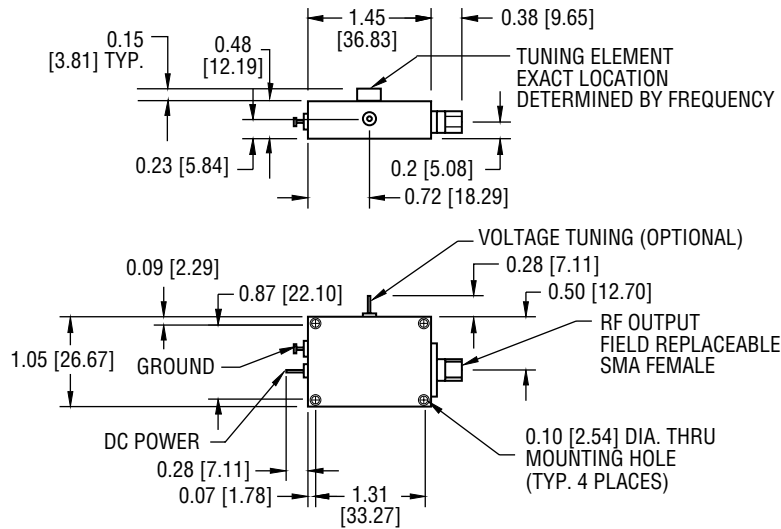 1.45
[36.83]
0.38 [9.65]
0.15
[3.81] TYP.
0.48
[12.19]
TUNING ELEMENT
EXACT LOCATION
DETERMINED BY FREQUENCY
0.23 [5.84]
0.2 [5.08]
0.72 [18.29]
VOLTAGE TUNING (OPTIONAL)
0.09 [2.29]
0.28 [7.11]
0.87 [22.10]
0.50 [12.70]
1.05 [26.67]
GROUND
RF OUTPUT
FIELD REPLACEABLE
SMA FEMALE
DC POWER
0.10 [2.54] DIA. THRU
MOUNTING HOLE
(TYP. 4 PLACES)
0.28 [7.11]
0.07 [1.78]
1.31
[33.27]